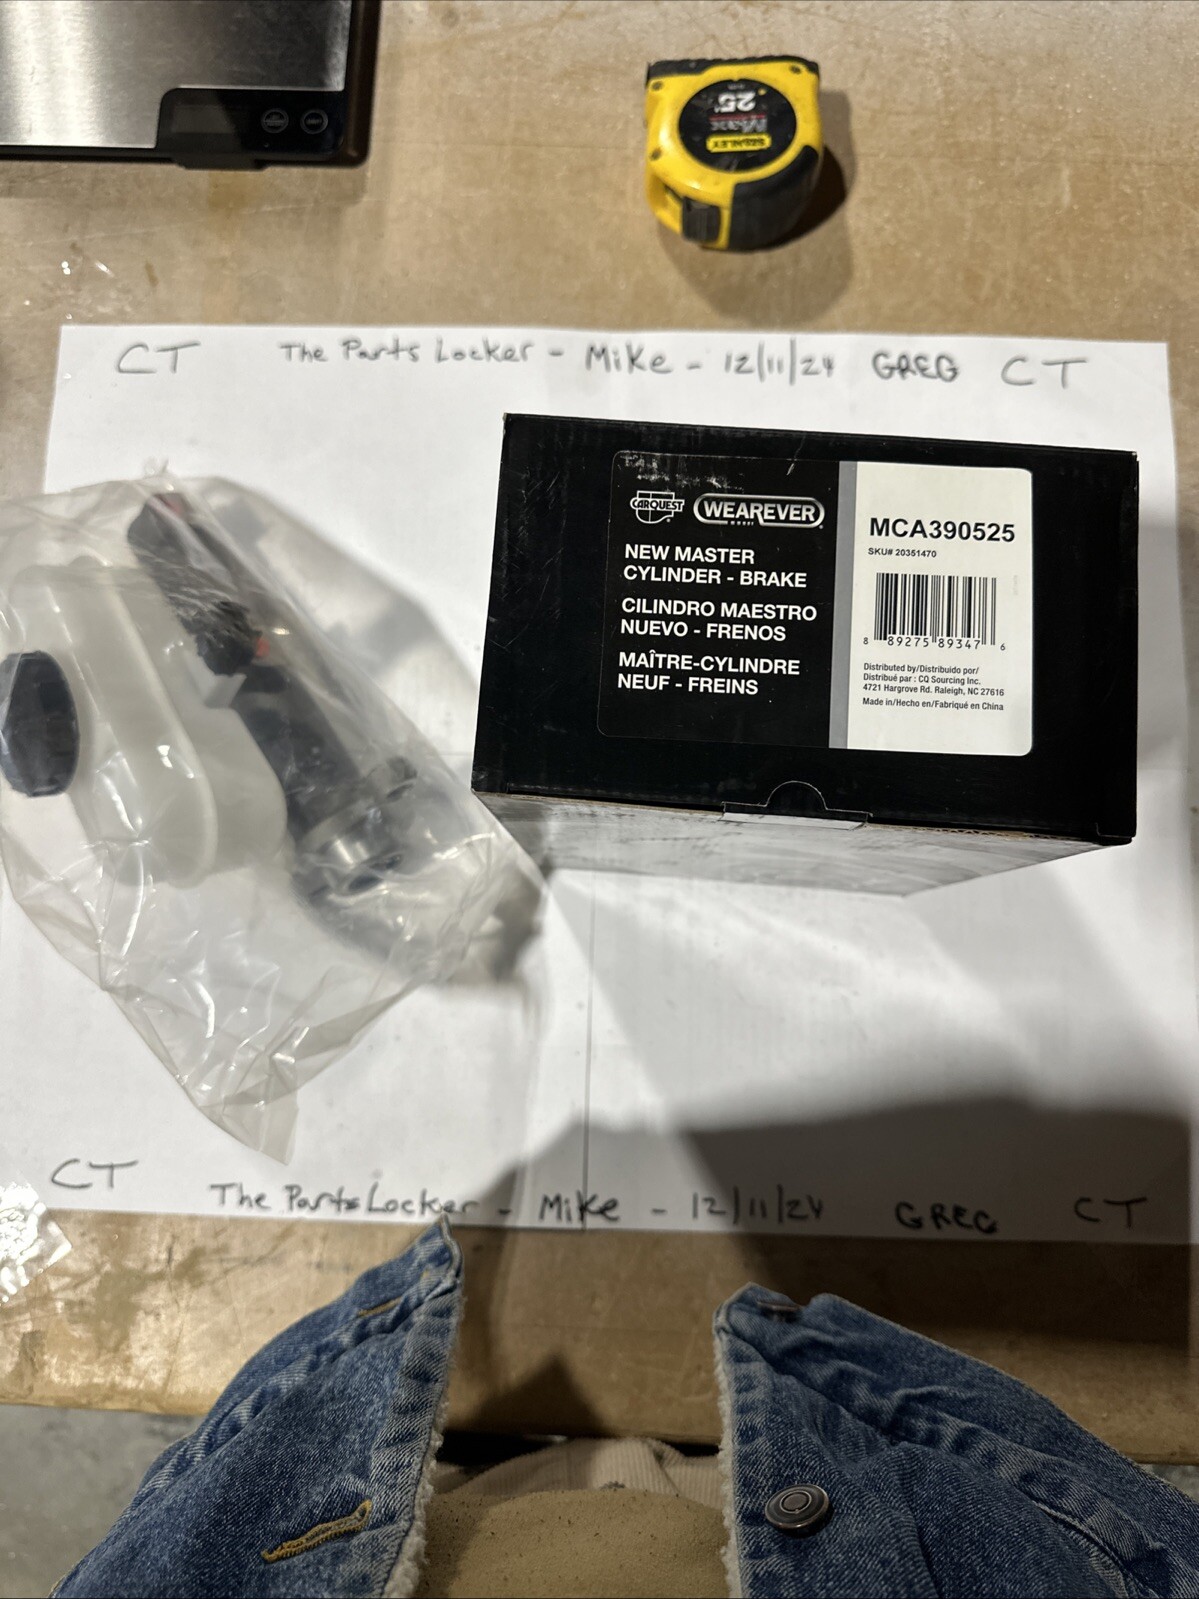 STANLEY
Max
25'
CT The Parts Locker - Mike - 12/11/24 GREG CT
CARQUEST WEAREVER
NEW MASTER
CYLINDER - BRAKE
CILINDRO MAESTRO
NUEVO - FRENOS
MAÎTRE-CYLINDRE
NEUF - FREINS
MCA390525
SKU# 20351470
8 89275 89347 6
Distributed by/Distribuido por/
Distribué par : CQ Sourcing Inc.
4721 Hargrove Rd. Raleigh, NC 27616
Made in/Hecho en/Fabriqué en China
CT The Parts Locker - Mike - 12/11/24 GREG CT